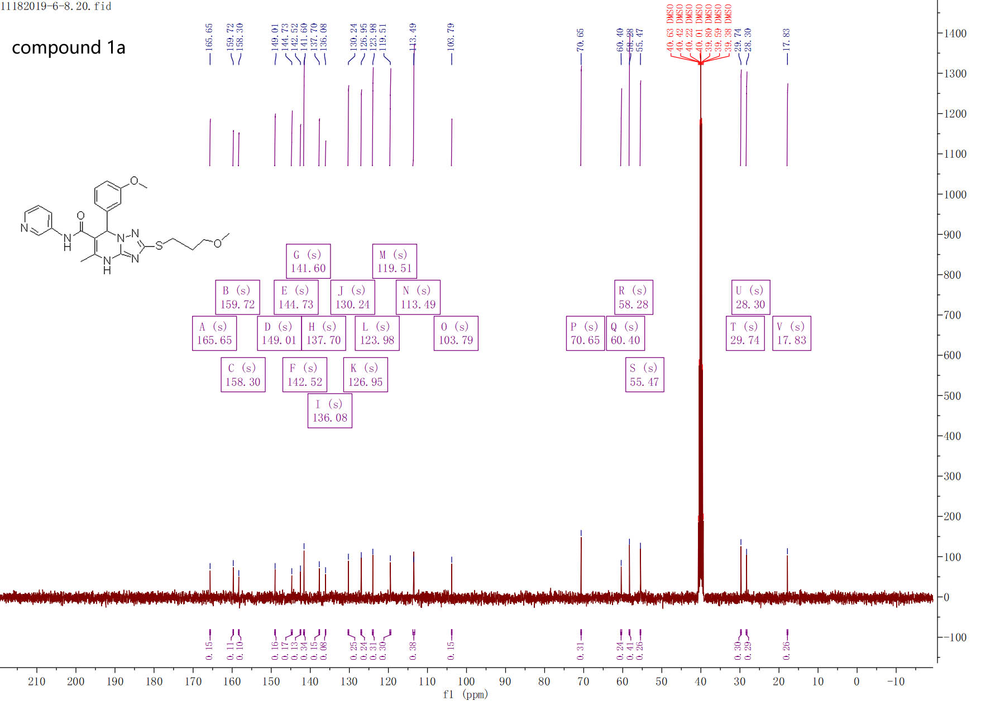 11182019-6-8.20.fid
compound 1a
165.65
159.72
158.30
149.01
144.73
142.52
141.60
137.70
136.08
130.24
126.95
123.98
119.51
113.49
103.79
70.65
60.40
58.28
55.47
40.63 DMSO
40.42 DMSO
40.22 DMSO
40.01 DMSO
39.80 DMSO
39.59 DMSO
39.38 DMSO
29.74
28.30
17.83
O
N
N
H
O
N
N
N
N
H
S
O
G (s)
141.60
M (s)
119.51
B (s)
159.72
E (s)
144.73
J (s)
130.24
N (s)
113.49
R (s)
58.28
U (s)
28.30
A (s)
165.65
D (s)
149.01
H (s)
137.70
L (s)
123.98
O (s)
103.79
P (s)
70.65
Q (s)
60.40
T (s)
29.74
V (s)
17.83
C (s)
158.30
F (s)
142.52
K (s)
126.95
S (s)
55.47
I (s)
136.08
1400
1300
1200
1100
1000
900
800
700
600
500
400
300
200
100
0
-100
0.15
0.11
0.10
0.16
0.17
0.13
0.34
0.15
0.08
0.25
0.24
0.31
0.30
0.38
0.15
0.31
0.24
0.41
0.26
0.30
0.29
0.26
210 200 190 180 170 160 150 140 130 120 110 100 90 80 70 60 50 40 30 20 10 0 -10
f1 (ppm)